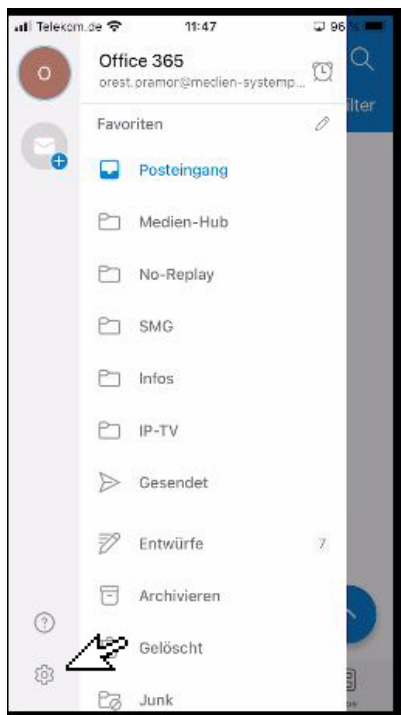 Telekom.de 11:47 96 %
O
Office 365
orest.pramor@medien-systemp...
ilter
Favoriten
Posteingang
Medien-Hub
No-Replay
SMG
Infos
IP-TV
Gesendet
Entwürfe 7
Archivieren
Gelöscht
Junk